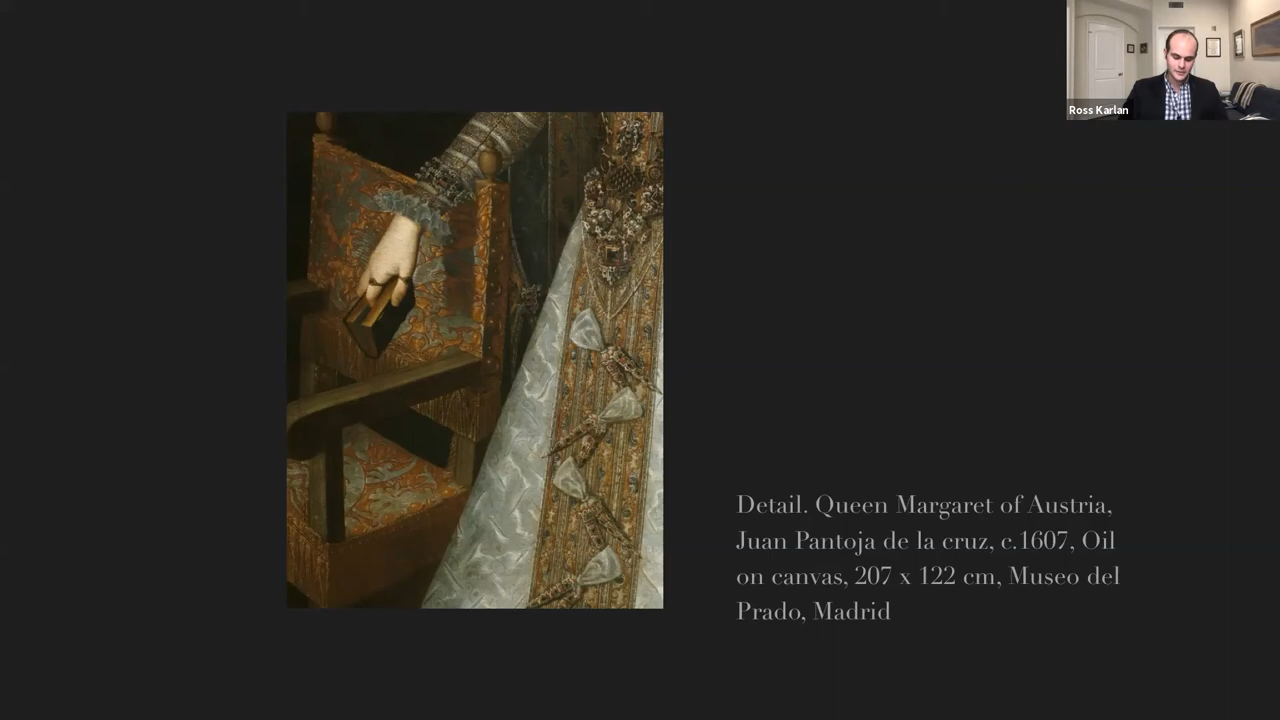 Ross Karlan
Detail. Queen Margaret of Austria,
Juan Pantoja de la cruz, c.1607, Oil
on canvas, 207 x 122 cm, Museo del
Prado, Madrid